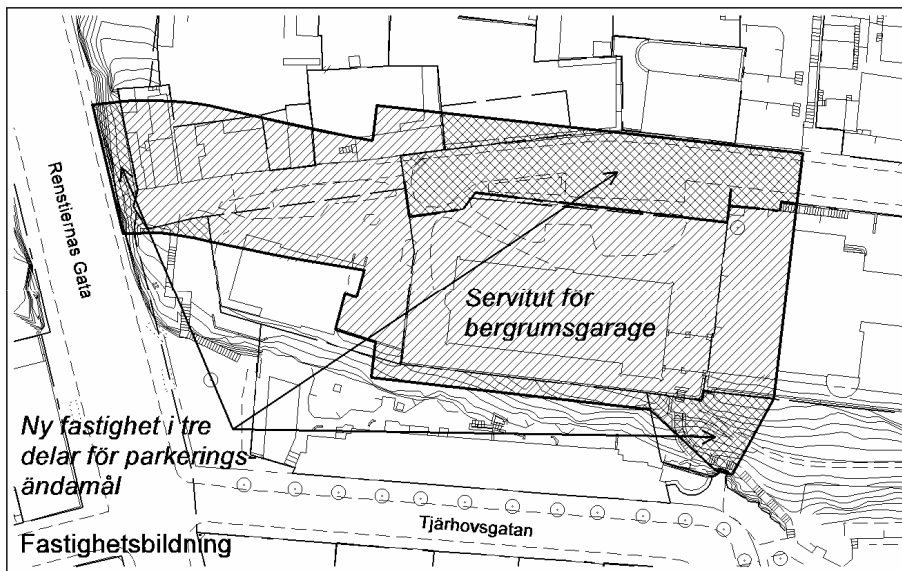 Renstiernas Gata
Servitut för
bergrumsgarage
Ny fastighet i tre
delar för parkerings-
ändamål
Tjärhovsgatan
Fastighetsbildning